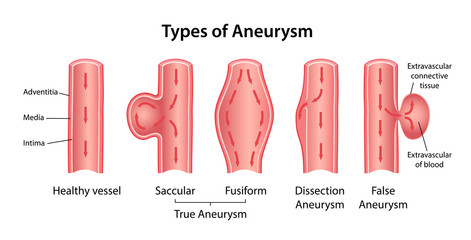 Types of Aneurysm
Extravascular
connective
tissue
Adventitia
Media
Intima
Extravascular
of blood
Healthy vessel
Saccular
Fusiform
Dissection
Aneurysm
False
Aneurysm
True Aneurysm